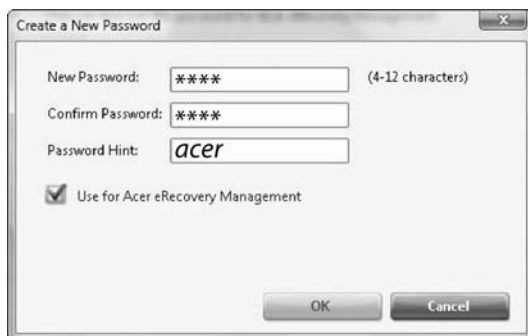 Create a New Password
New Password: **** (4-12 characters)
Confirm Password: ****
Password Hint: acer
Use for Acer eRecovery Management
OK Cancel